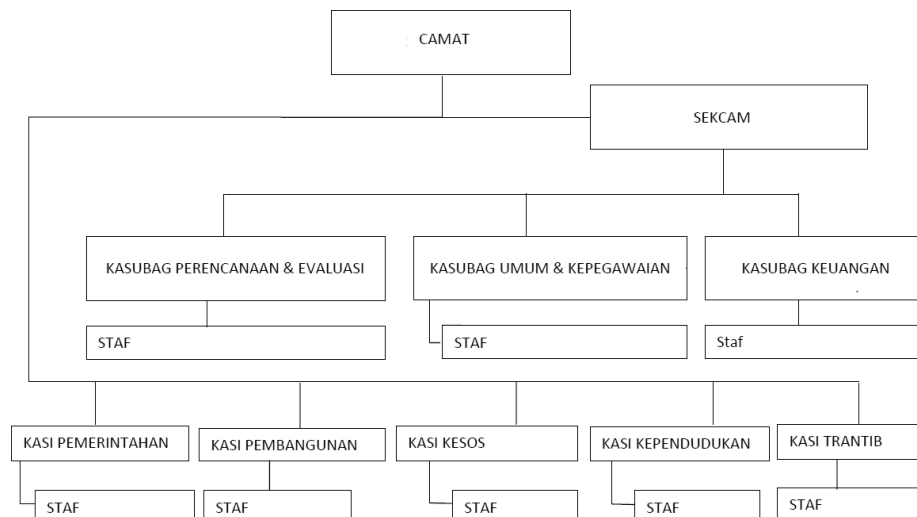 CAMAT
SEKCAM
KASUBAG PERENCANAAN & EVALUASI
KASUBAG UMUM & KEPEGAWAIAN
KASUBAG KEUANGAN
STAF
STAF
Staf
KASI PEMERINTAHAN
KASI PEMBANGUNAN
KASI KESOS
KASI KEPENDUDUKAN
KASI TRANTIB
STAF
STAF
STAF
STAF
STAF